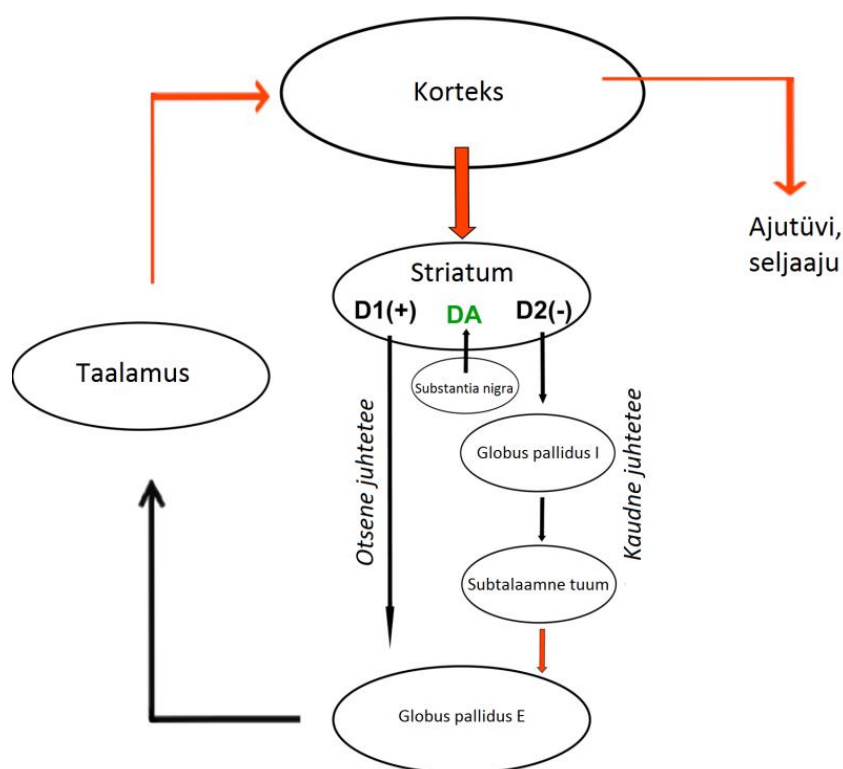 Korteks
Ajutüvi,
seljaaju
Striatum
D1(+) DA D2(-)
Substantia nigra
Taalamus
Otsene juhtetee
Globus pallidus I
Kaudne juhtetee
Subtalaamne tuum
Globus pallidus E